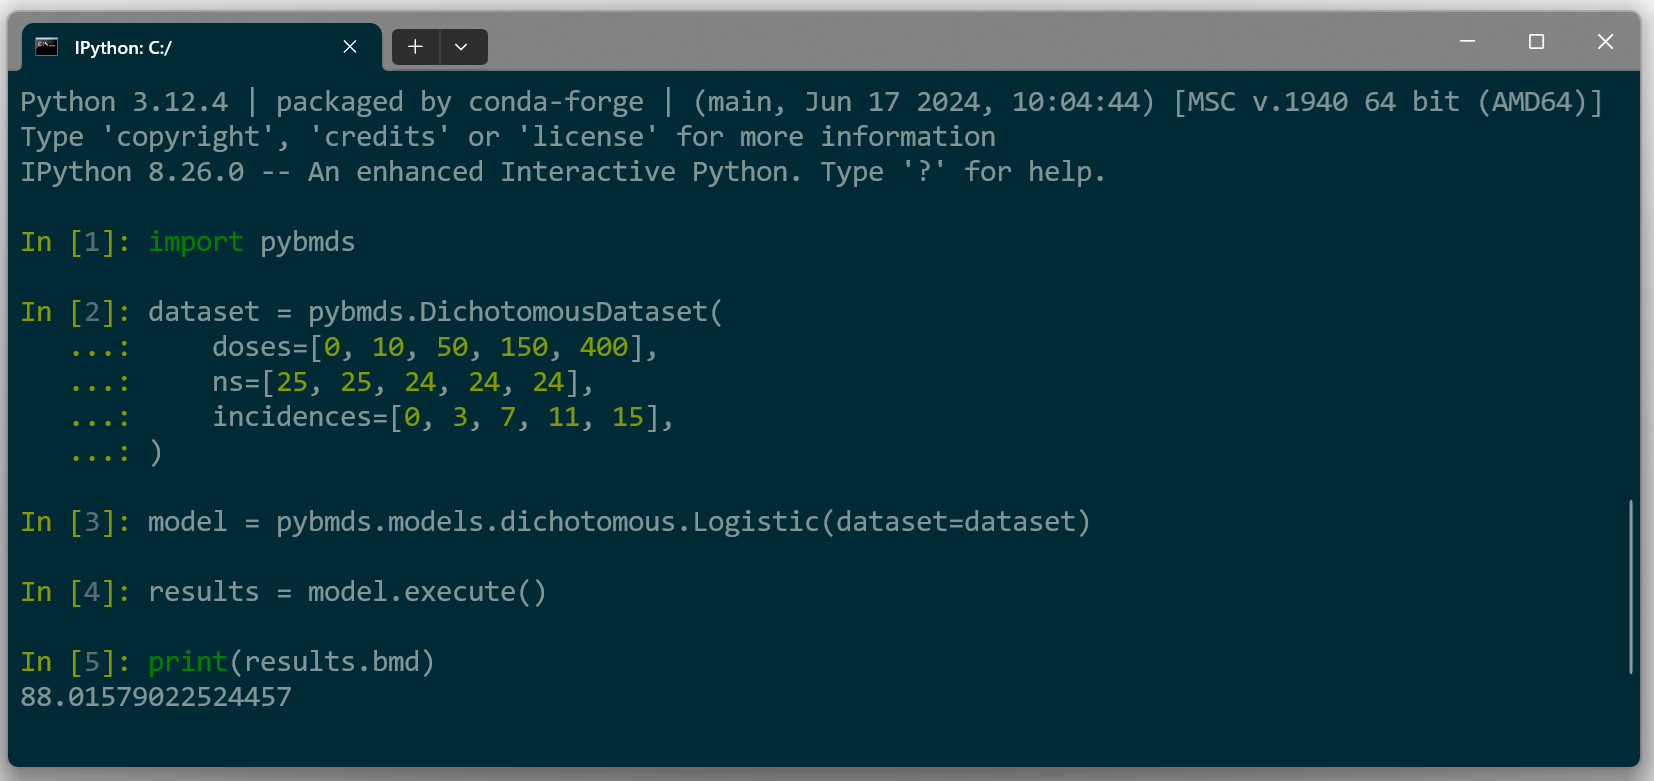 IPython: C:/
Python 3.12.4 | packaged by conda-forge | (main, Jun 17 2024, 10:04:44) [MSC v.1940 64 bit (AMD64)]
Type 'copyright', 'credits' or 'license' for more information
IPython 8.26.0 -- An enhanced Interactive Python. Type '?' for help.
In [1]: import pybmds
In [2]: dataset = pybmds.DichotomousDataset(
   ...:     doses=[0, 10, 50, 150, 400],
   ...:     ns=[25, 25, 24, 24, 24],
   ...:     incidences=[0, 3, 7, 11, 15],
   ...: )
In [3]: model = pybmds.models.dichotomous.Logistic(dataset=dataset)
In [4]: results = model.execute()
In [5]: print(results.bmd)
88.01579022524457